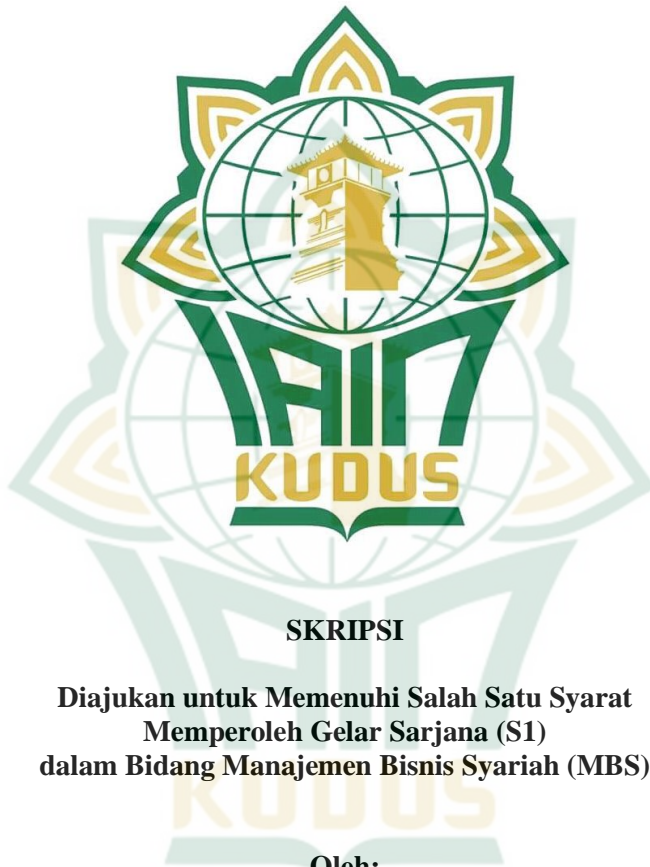 IAIN
KUDUS
SKRIPSI
Diajukan untuk Memenuhi Salah Satu Syarat
Memperoleh Gelar Sarjana (S1)
dalam Bidang Manajemen Bisnis Syariah (MBS)
Oleh: